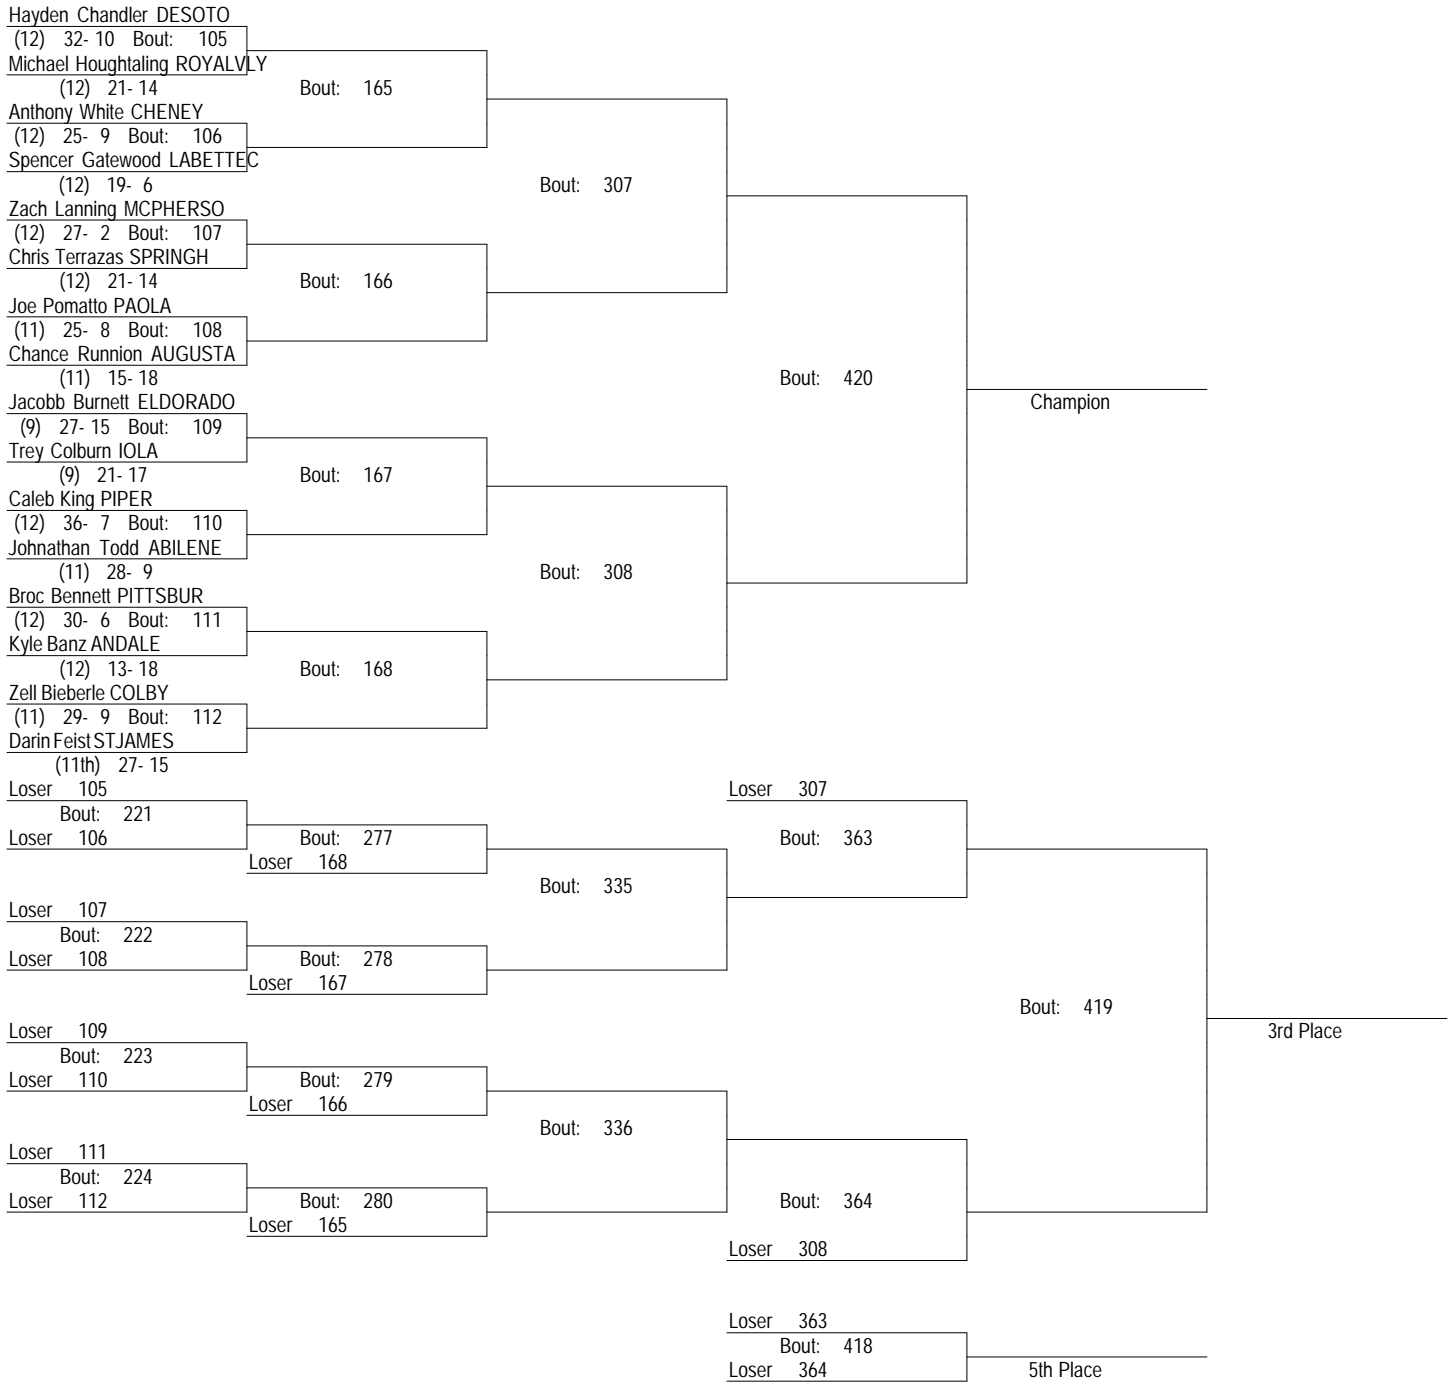 Hayden Chandler DESOTO
(12) 32- 10 Bout: 105
Michael Houghtaling ROYALVLY
(12) 21- 14 Bout: 165
Anthony White CHENEY
(12) 25- 9 Bout: 106
Spencer Gatewood LABETTEC
(12) 19- 6 Bout: 307
Zach Lanning MCPHERSO
(12) 27- 2 Bout: 107
Chris Terrazas SPRINGH
(12) 21- 14 Bout: 166
Joe Pomatto PAOLA
(11) 25- 8 Bout: 108
Chance Runnion AUGUSTA
(11) 15- 18 Bout: 420
Jacobb Burnett ELDORADO Champion
(9) 27- 15 Bout: 109
Trey Colburn IOLA
(9) 21- 17 Bout: 167
Caleb King PIPER
(12) 36- 7 Bout: 110
Johnathan Todd ABILENE
(11) 28- 9 Bout: 308
Broc Bennett PITTSBUR
(12) 30- 6 Bout: 111
Kyle Banz ANDALE
(12) 13- 18 Bout: 168
Zell Bieberle COLBY
(11) 29- 9 Bout: 112
Darin Feist STJAMES
(11th) 27- 15
Loser 105 Loser 307
Bout: 221
Loser 106 Bout: 277 Bout: 363
Loser 168
Bout: 335
Loser 107
Bout: 222
Loser 108 Bout: 278
Loser 167
Bout: 419
Loser 109 3rd Place
Bout: 223
Loser 110 Bout: 279
Loser 166
Bout: 336
Loser 111
Bout: 224
Loser 112 Bout: 280 Bout: 364
Loser 165
Loser 308
Loser 363
Bout: 418
Loser 364 5th Place